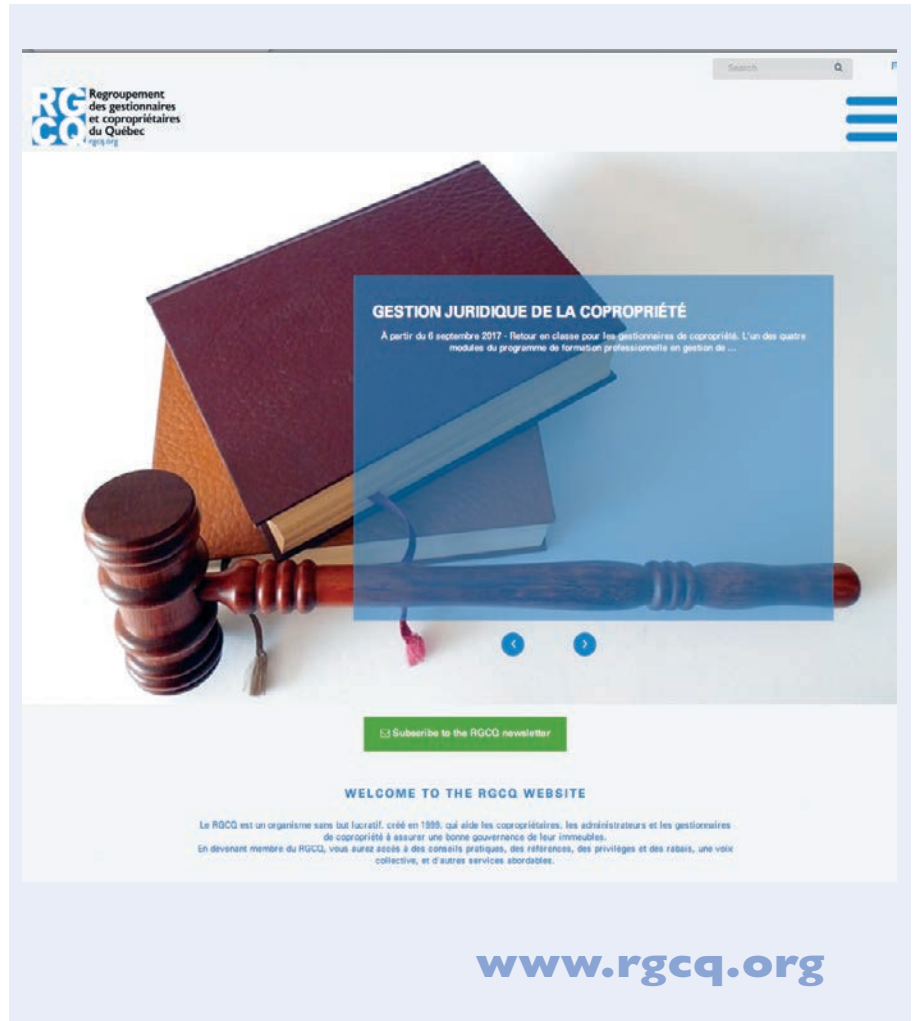 Search
RG
CQ
Regroupement
des gestionnaires
et copropriétaires
du Québec
rgcq.org
GESTION JURIDIQUE DE LA COPROPRIÉTÉ
À partir du 6 septembre 2017 - Retour en classe pour les gestionnaires de copropriété. L'un des quatre
modules du programme de formation professionnelle en gestion de ...
Subscribe to the RGCQ newsletter
WELCOME TO THE RGCQ WEBSITE
Le RGCQ est un organisme sans but lucratif, créé en 1999, qui aide les copropriétaires, les administrateurs et les gestionnaires
de copropriété à assurer une bonne gouvernance de leur immeubles.
En devenant membre du RGCQ, vous aurez accès à des conseils pratiques, des références, des privilèges et des rabais, une voix
collective, et d'autres services abordables.
www.rgcq.org